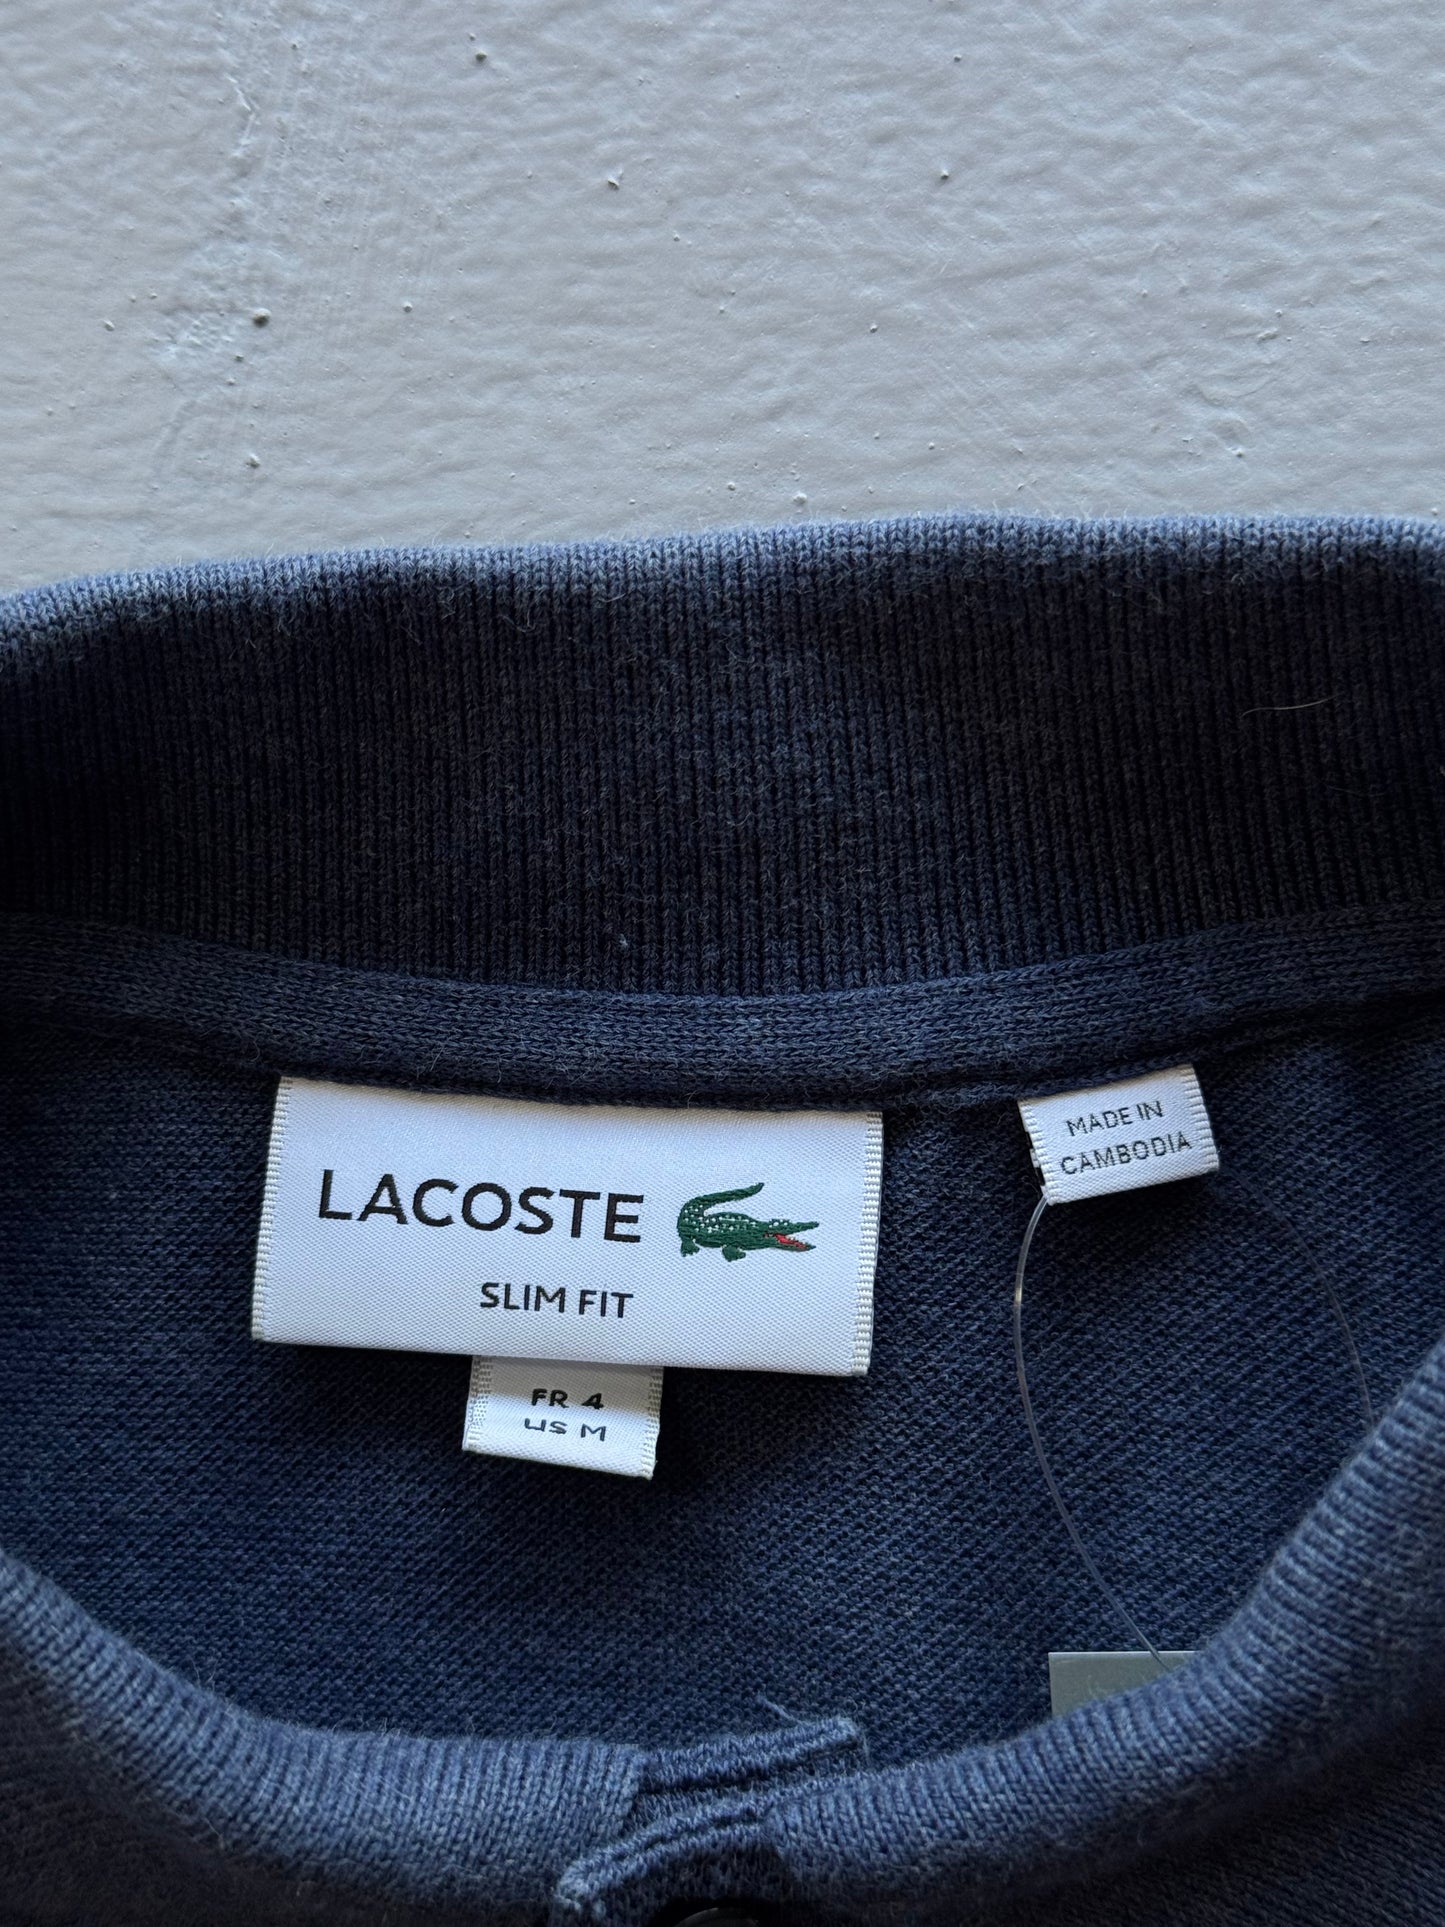 LACOSTE
SLIM FIT
FR 4
US M
MADE IN
CAMBODIA